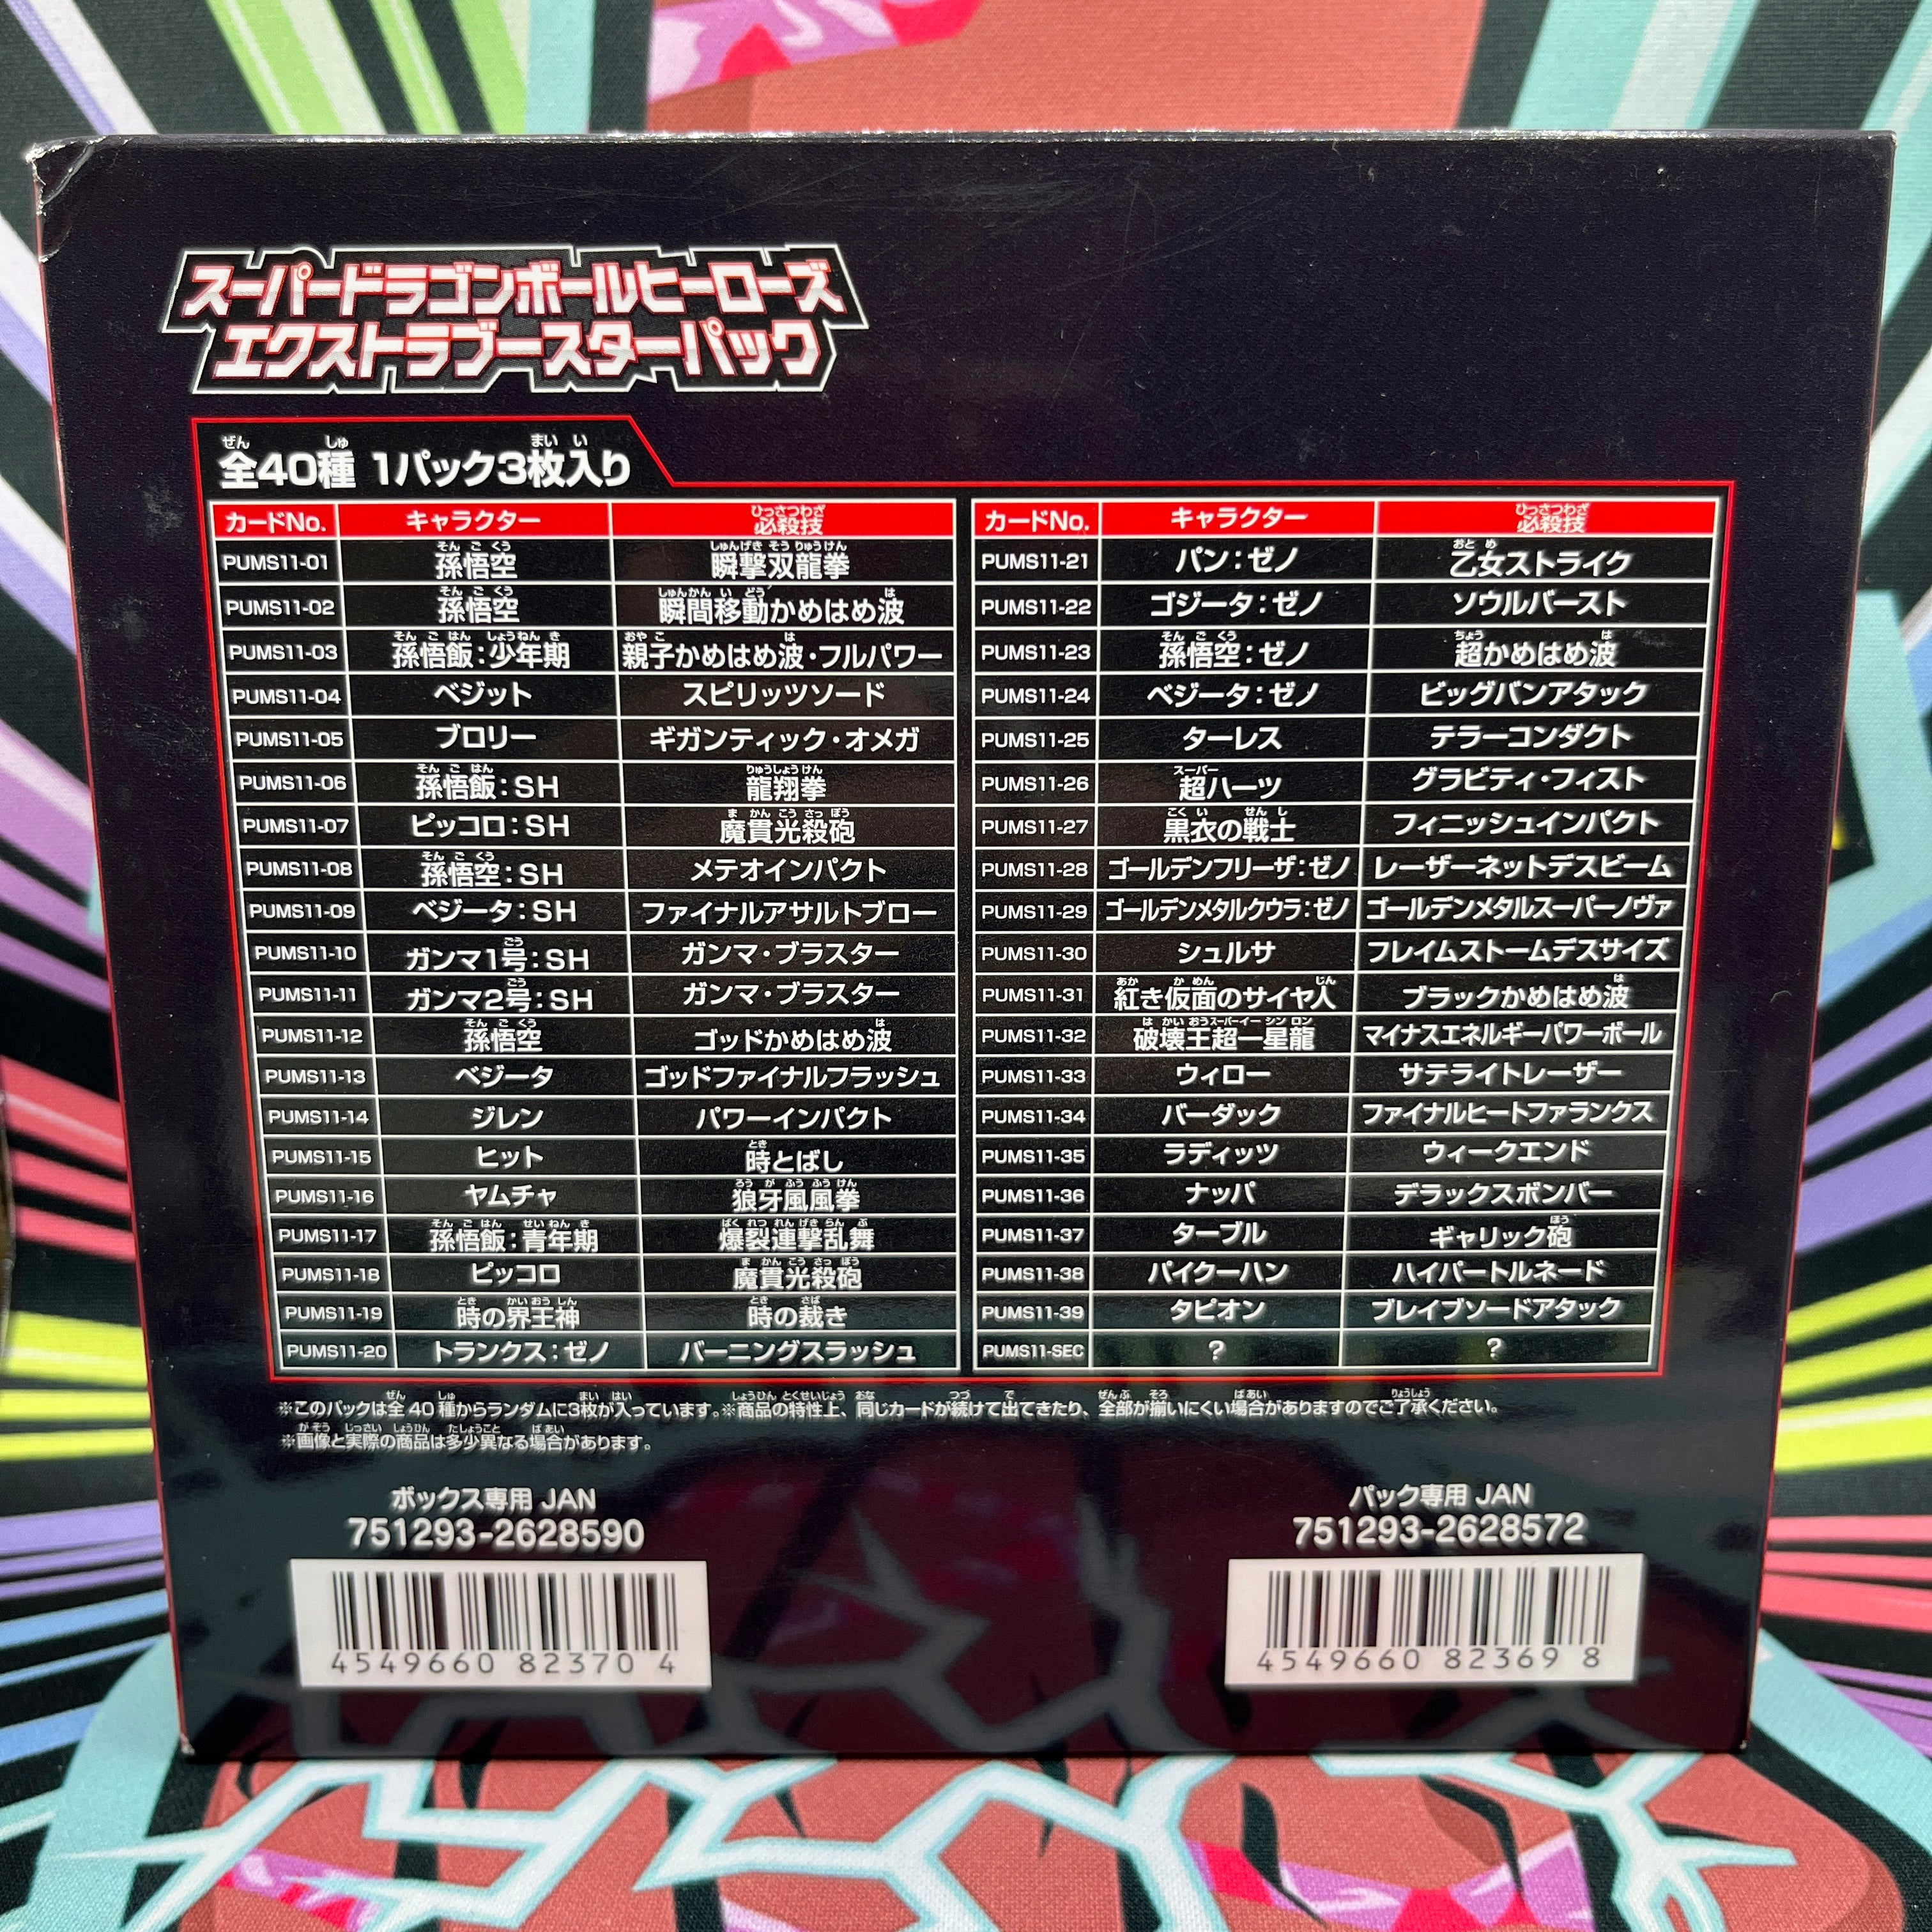 スーパードラゴンボールヒーローズ
エクストラブースターパック
全40種 1パック3枚入り
カードNo. キャラクター 必殺技
PUMS11-01 孫悟空 瞬撃双龍拳
PUMS11-02 孫悟空 瞬間移動かめはめ波
PUMS11-03 孫悟飯:少年期 親子かめはめ波・フルパワー
PUMS11-04 ベジット スピリッツソード
PUMS11-05 ブロリー ギガンティック・オメガ
PUMS11-06 孫悟飯:SH 龍翔拳
PUMS11-07 ピッコロ:SH 魔貫光殺砲
PUMS11-08 孫悟空:SH メテオインパクト
PUMS11-09 ベジータ:SH ファイナルアサルトブロー
PUMS11-10 ガンマ1号:SH ガンマ・ブラスター
PUMS11-11 ガンマ2号:SH ガンマ・ブラスター
PUMS11-12 孫悟空 ゴッドかめはめ波
PUMS11-13 ベジータ ゴッドファイナルフラッシュ
PUMS11-14 ジレン パワーインパクト
PUMS11-15 ヒット 時とばし
PUMS11-16 ヤムチャ 狼牙風風拳
PUMS11-17 孫悟飯:青年期 爆裂連撃乱舞
PUMS11-18 ピッコロ 魔貫光殺砲
PUMS11-19 時の界王神 時の裁き
PUMS11-20 トランクス:ゼノ バーニングスラッシュ
カードNo. キャラクター 必殺技
PUMS11-21 パン:ゼノ 乙女ストライク
PUMS11-22 ゴジータ:ゼノ ソウルバースト
PUMS11-23 孫悟空:ゼノ 超かめはめ波
PUMS11-24 ベジータ:ゼノ ビッグバンアタック
PUMS11-25 ターレス テラーコンダクト
PUMS11-26 超ハーツ グラビティ・フィスト
PUMS11-27 黒衣の戦士 フィニッシュインパクト
PUMS11-28 ゴールデンフリーザ:ゼノ レーザーネットデスビーム
PUMS11-29 ゴールデンメタルクウラ:ゼノ ゴールデンメタルスーパーノヴァ
PUMS11-30 シュルサ フレイムストームデスサイズ
PUMS11-31 紅き仮面のサイヤ人 ブラックかめはめ波
PUMS11-32 破壊王超一星龍 マイナスエネルギーパワーボール
PUMS11-33 ウィロー サテライトレーザー
PUMS11-34 バーダック ファイナルヒートファランクス
PUMS11-35 ラディッツ ウィークエンド
PUMS11-36 ナッパ デラックスボンバー
PUMS11-37 ターブル ギャリック砲
PUMS11-38 パイクーハン ハイパートルネード
PUMS11-39 タピオン ブレイブソードアタック
PUMS11-SEC ? ?
※このパックは全40種からランダムに3枚が入っています。※商品の特性上、同じカードが続けて出てきたり、全部が揃いにくい場合がありますのでご了承ください。
※画像と実際の商品は多少異なる場合があります。
ボックス専用 JAN
751293-2628590
4549660 82370 4
パック専用 JAN
751293-2628572
4549660 82369 8